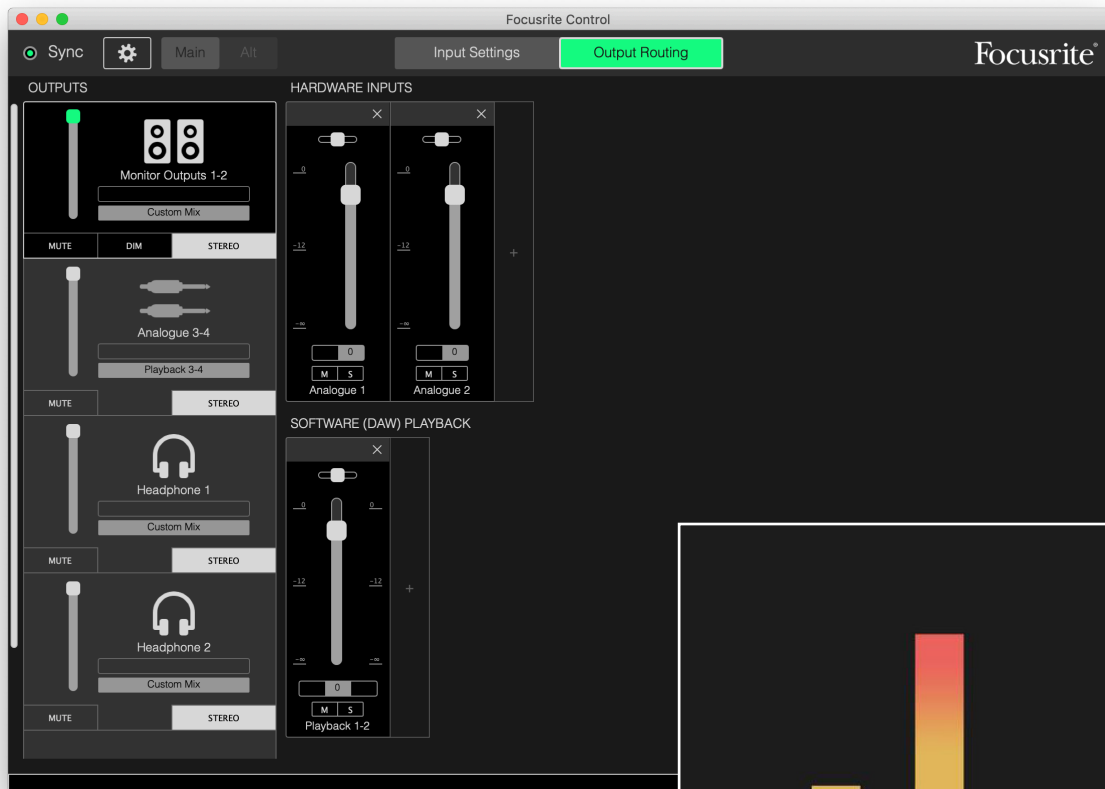 Focusrite Control
Sync
Main
Alt
Input Settings
Output Routing
Focusrite®
OUTPUTS
Monitor Outputs 1-2
Custom Mix
MUTE
DIM
STEREO
Analogue 3-4
Playback 3-4
MUTE
STEREO
Headphone 1
Custom Mix
MUTE
STEREO
Headphone 2
Custom Mix
MUTE
STEREO
HARDWARE INPUTS
0
-12
-∞
0
M S
Analogue 1
0
-12
-∞
0
M S
Analogue 2
+
SOFTWARE (DAW) PLAYBACK
0 0
-12 -12
-∞ -∞
0
M S
Playback 1-2
+